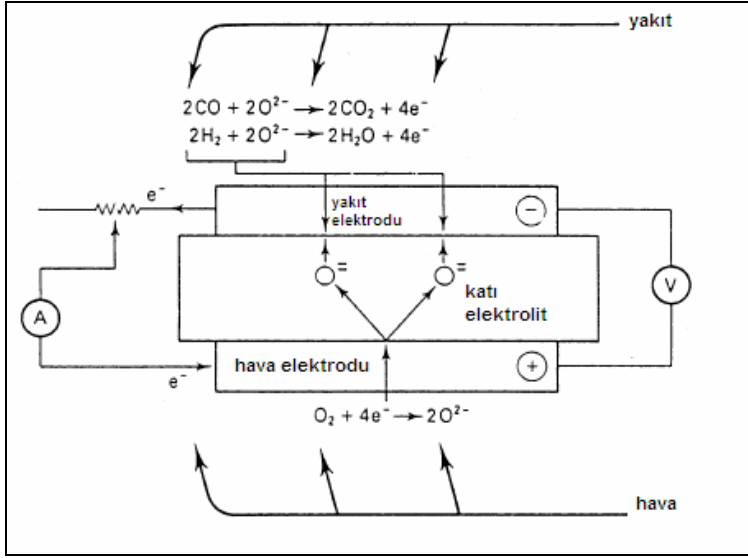 yakıt
2CO + 2O²⁻ → 2CO₂ + 4e⁻
2H₂ + 2O²⁻ → 2H₂O + 4e⁻
e⁻
yakıt
elektrodu
−
O=
O=
katı
elektrolit
V
A
hava elektrodu
+
e⁻
O₂ + 4e⁻ → 2O²⁻
hava